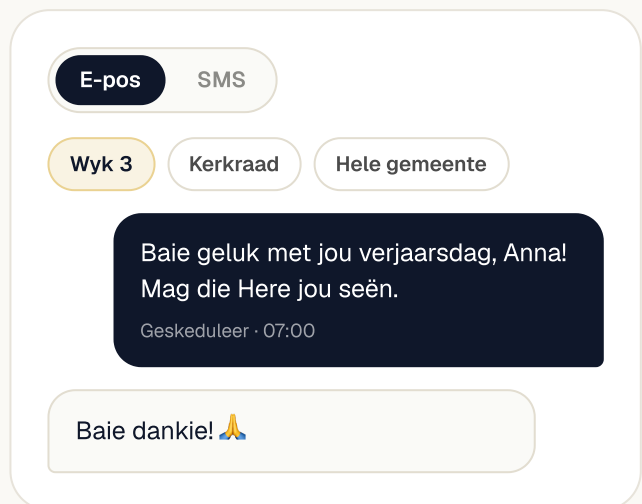 E-pos SMS
Wyk 3 Kerkraad Hele gemeente
Baie geluk met jou verjaarsdag, Anna!
Mag die Here jou seën.
Geskeduleer · 07:00
Baie dankie! 🙏